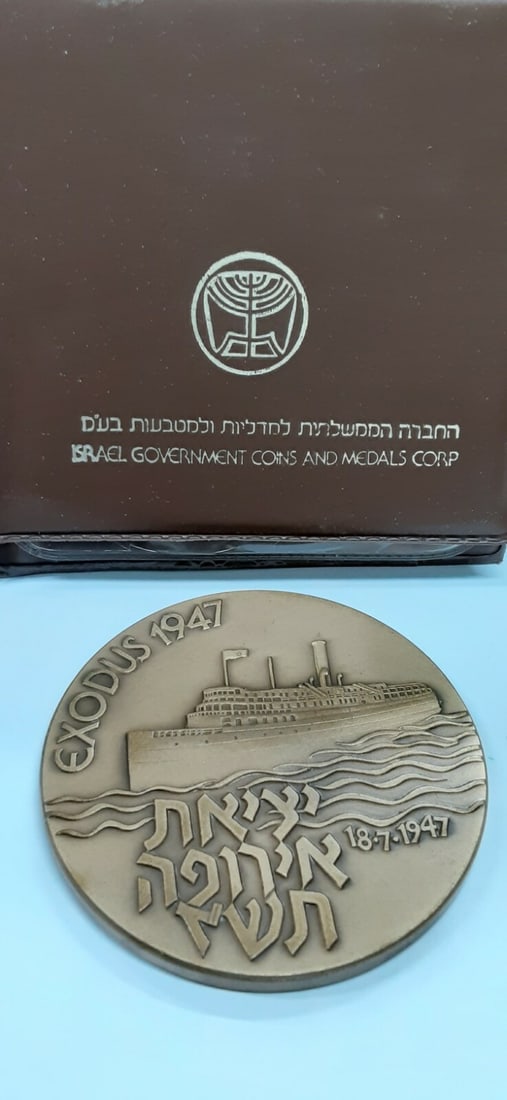 החברה הממשלתית למדליות ולמטבעות בע"מ
ISRAEL GOVERNMENT COINS AND MEDALS CORP
EXODUS 1947
יציאת
אירופה
תש"ז
18·7·1947